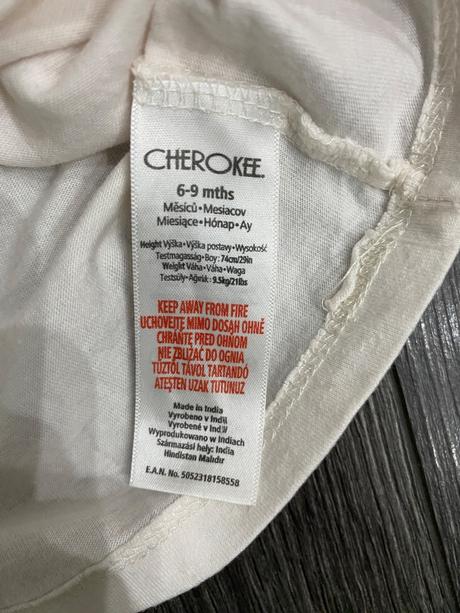 CHEROKEE.
6-9 mths
Měsíců•Mesiacov
Miesiące•Hónap•Ay
Height Výška•Výška postavy•Wysokość
Testmagasság•Boy: 74cm/29in
Weight Váha•Váha•Waga
Testsúly•Ağırlık: 9.5kg/21lbs
KEEP AWAY FROM FIRE
UCHOVEJTE MIMO DOSAH OHNĚ
CHRÁŇTE PRED OHŇOM
NIE ZBLIŻAĆ DO OGNIA
TŰZTŐL TÁVOL TARTANDÓ
ATEŞTEN UZAK TUTUNUZ
Made in India
Vyrobeno v Indii
Vyrobené v Indii
Wyprodukowano w Indiach
Származási hely: India
Hindistan Malıdır
E.A.N. No. 5052318158558